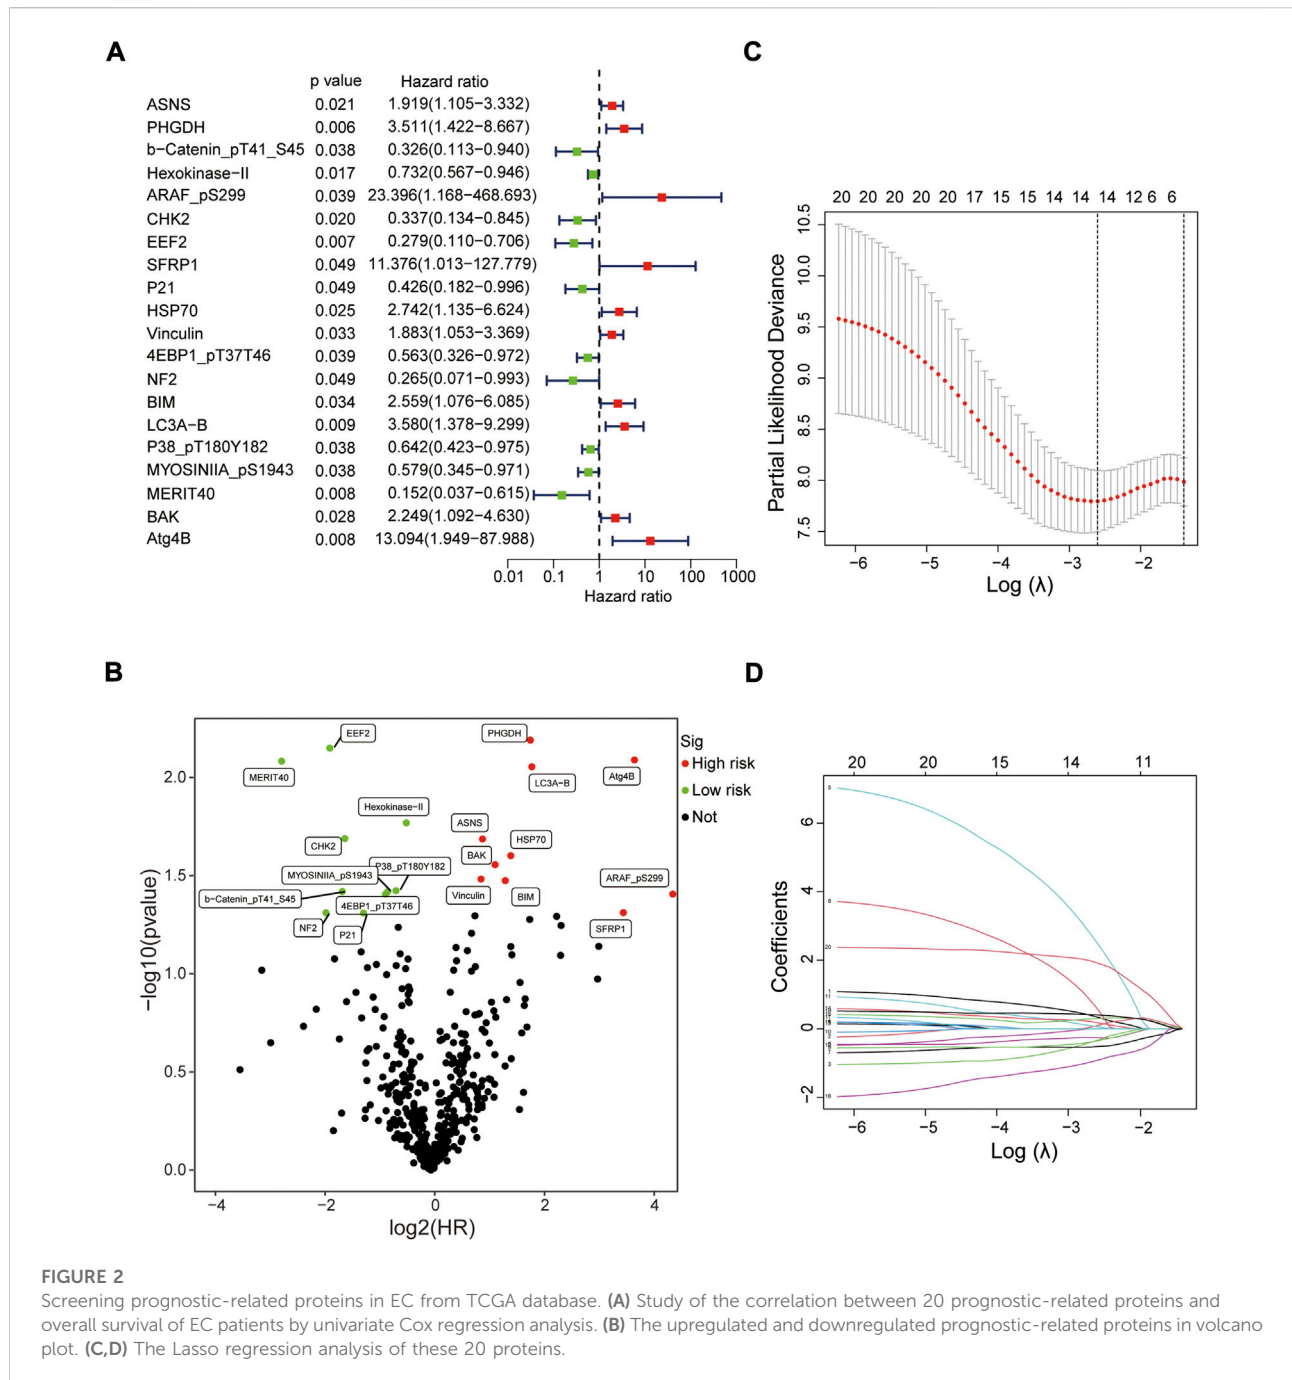 A
p value Hazard ratio
ASNS 0.021 1.919(1.105−3.332)
PHGDH 0.006 3.511(1.422−8.667)
b−Catenin_pT41_S45 0.038 0.326(0.113−0.940)
Hexokinase−II 0.017 0.732(0.567−0.946)
ARAF_pS299 0.039 23.396(1.168−468.693)
CHK2 0.020 0.337(0.134−0.845)
EEF2 0.007 0.279(0.110−0.706)
SFRP1 0.049 11.376(1.013−127.779)
P21 0.049 0.426(0.182−0.996)
HSP70 0.025 2.742(1.135−6.624)
Vinculin 0.033 1.883(1.053−3.369)
4EBP1_pT37T46 0.039 0.563(0.326−0.972)
NF2 0.049 0.265(0.071−0.993)
BIM 0.034 2.559(1.076−6.085)
LC3A−B 0.009 3.580(1.378−9.299)
P38_pT180Y182 0.038 0.642(0.423−0.975)
MYOSINIIA_pS1943 0.038 0.579(0.345−0.971)
MERIT40 0.008 0.152(0.037−0.615)
BAK 0.028 2.249(1.092−4.630)
Atg4B 0.008 13.094(1.949−87.988)
0.01 0.1 1 10 100 1000
Hazard ratio
C
20 20 20 20 20 17 15 15 14 14 14 12 6 6
10.5
10.0
9.5
9.0
8.5
8.0
7.5
Partial Likelihood Deviance
−6 −5 −4 −3 −2
Log (λ)
B
EEF2
PHGDH
MERIT40
LC3A−B
Atg4B
Hexokinase−II
CHK2
ASNS
HSP70
BAK
P38_pT180Y182
MYOSINIIA_pS1943
ARAF_pS299
b−Catenin_pT41_S45
Vinculin
BIM
4EBP1_pT37T46
NF2
P21
SFRP1
Sig
High risk
Low risk
Not
2.0
1.5
1.0
0.5
0.0
−log10(pvalue)
−4 −2 0 2 4
log2(HR)
D
20 20 15 14 13 11
6
4
2
0
−2
Coefficients
5
8
20
1
11
10
2
7
3
18
−6 −5 −4 −3 −2
Log (λ)
FIGURE 2
Screening prognostic-related proteins in EC from TCGA database. (A) Study of the correlation between 20 prognostic-related proteins and
overall survival of EC patients by univariate Cox regression analysis. (B) The upregulated and downregulated prognostic-related proteins in volcano
plot. (C,D) The Lasso regression analysis of these 20 proteins.